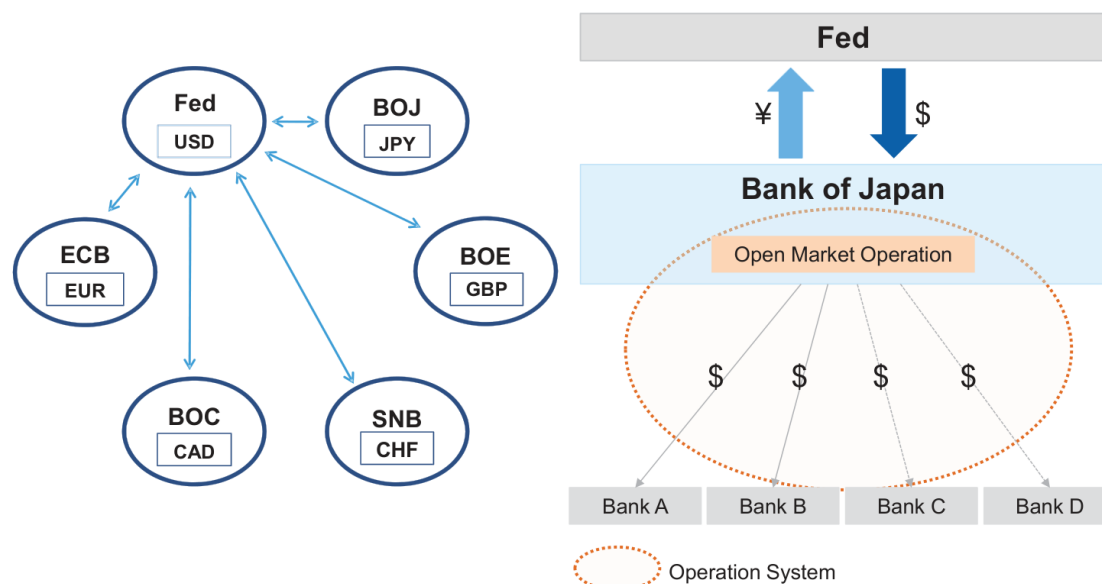 Fed
USD
BOJ
JPY
ECB
EUR
BOE
GBP
BOC
CAD
SNB
CHF
Fed
¥
$
Bank of Japan
Open Market Operation
$
$
$
$
Bank A
Bank B
Bank C
Bank D
Operation System